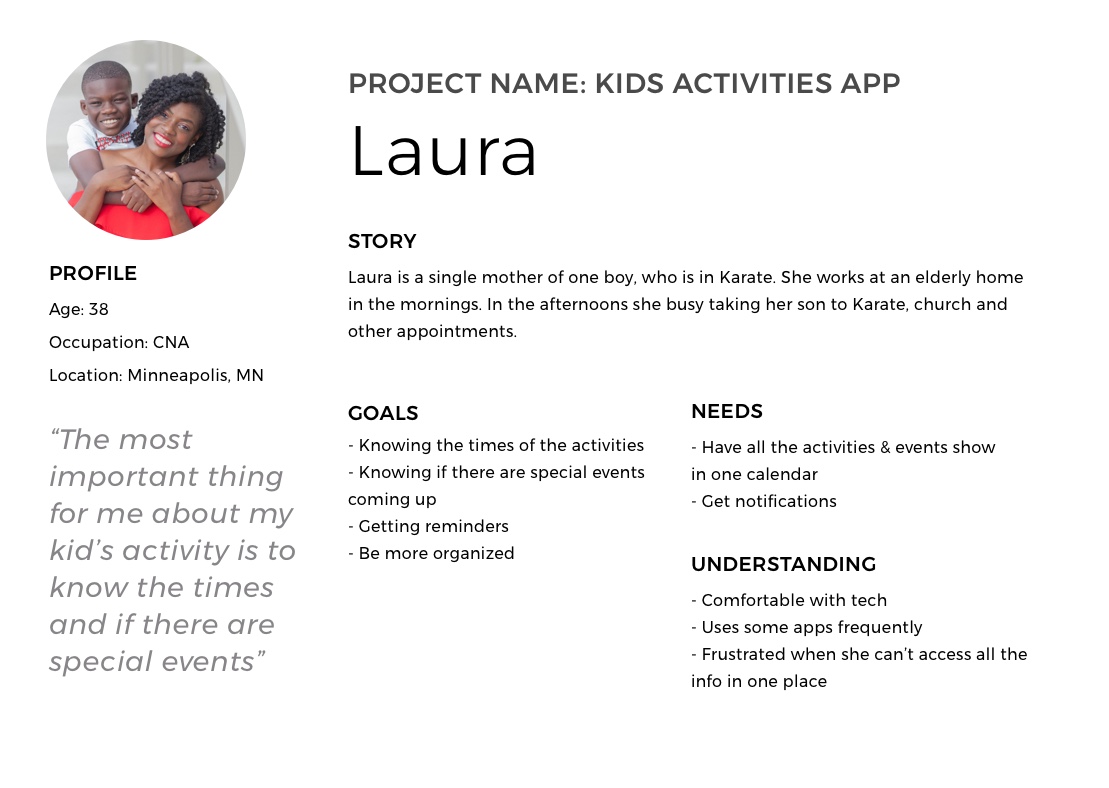 PROJECT NAME: KIDS ACTIVITIES APP
Laura
PROFILE
Age: 38
Occupation: CNA
Location: Minneapolis, MN
“The most
important thing
for me about my
kid’s activity is to
know the times
and if there are
special events”
STORY
Laura is a single mother of one boy, who is in Karate. She works at an elderly home
in the mornings. In the afternoons she busy taking her son to Karate, church and
other appointments.
GOALS
- Knowing the times of the activities
- Knowing if there are special events
coming up
- Getting reminders
- Be more organized
NEEDS
- Have all the activities & events show
in one calendar
- Get notifications
UNDERSTANDING
- Comfortable with tech
- Uses some apps frequently
- Frustrated when she can’t access all the
info in one place